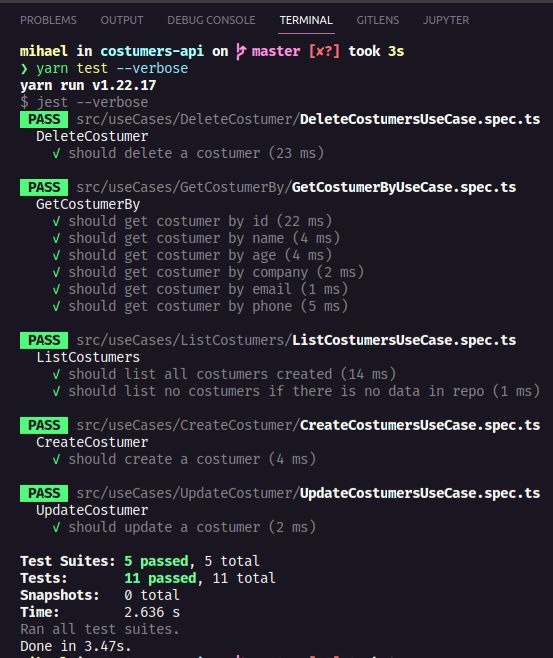 PROBLEMS OUTPUT DEBUG CONSOLE TERMINAL GITLENS JUPYTER
mihael in costumers-api on master [✘?] took 3s
❯ yarn test --verbose
yarn run v1.22.17
$ jest --verbose
PASS src/useCases/DeleteCostumer/DeleteCostumersUseCase.spec.ts
DeleteCostumer
√ should delete a costumer (23 ms)
PASS src/useCases/GetCostumerBy/GetCostumerByUseCase.spec.ts
GetCostumerBy
√ should get costumer by id (22 ms)
√ should get costumer by name (4 ms)
√ should get costumer by age (4 ms)
√ should get costumer by company (2 ms)
√ should get costumer by email (1 ms)
√ should get costumer by phone (5 ms)
PASS src/useCases/ListCostumers/ListCostumersUseCase.spec.ts
ListCostumers
√ should list all costumers created (14 ms)
√ should list no costumers if there is no data in repo (1 ms)
PASS src/useCases/CreateCostumer/CreateCostumersUseCase.spec.ts
CreateCostumer
√ should create a costumer (4 ms)
PASS src/useCases/UpdateCostumer/UpdateCostumersUseCase.spec.ts
UpdateCostumer
√ should update a costumer (2 ms)
Test Suites: 5 passed, 5 total
Tests: 11 passed, 11 total
Snapshots: 0 total
Time: 2.636 s
Ran all test suites.
Done in 3.47s.